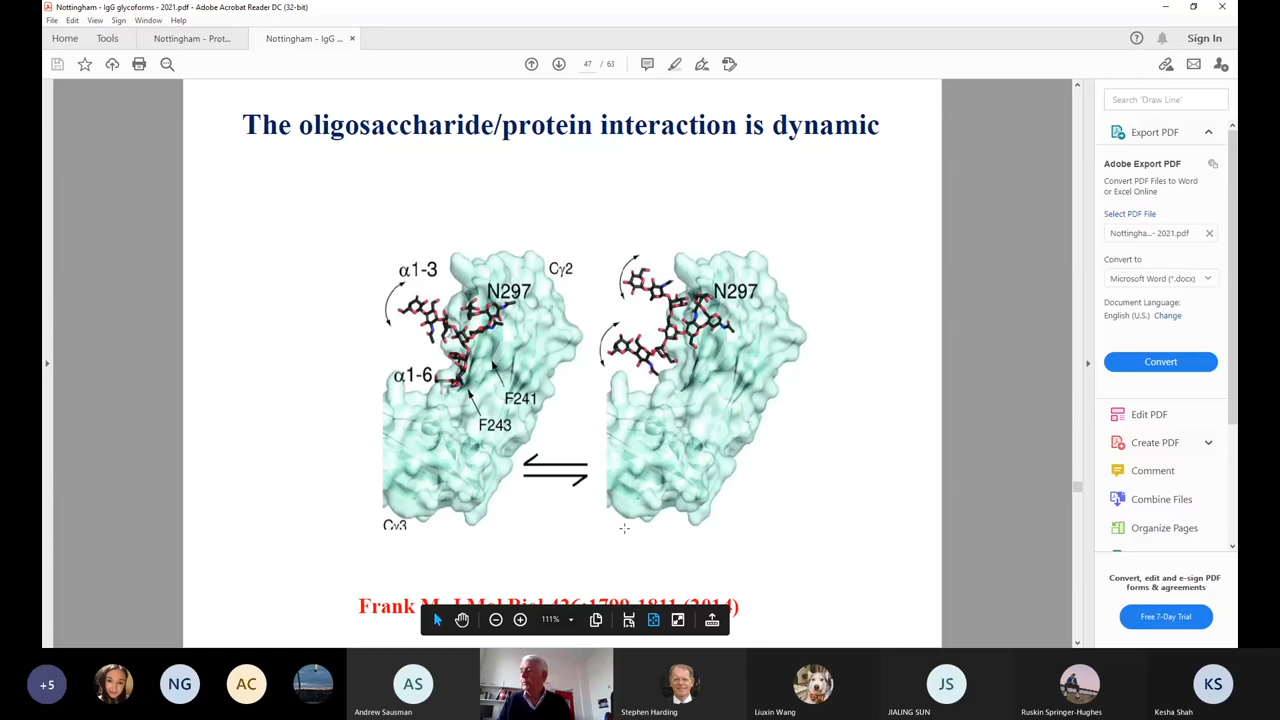 Nottingham - IgG glycoforms - 2021.pdf - Adobe Acrobat Reader DC (32-bit)
File Edit View Sign Window Help
Home Tools Nottingham - Prot... Nottingham - IgG ... × Sign In
47 / 63
The oligosaccharide/protein interaction is dynamic
α1-3 Cγ2
N297 N297
α1-6
F241
F243
Cγ3
Frank M J Mol Biol 426:1799-1811 (2014)
111%
Search 'Draw Line'
Export PDF
Adobe Export PDF
Convert PDF Files to Word
or Excel Online
Select PDF File
Nottingha...- 2021.pdf
Convert to
Microsoft Word (*.docx)
Document Language:
English (U.S.) Change
Convert
Edit PDF
Create PDF
Comment
Combine Files
Organize Pages
Convert, edit and e-sign PDF
forms & agreements
Free 7-Day Trial
+5 NG AC AS JS KS
Andrew Sausman Stephen Harding Liuxin Wang JIALING SUN Ruskin Springer-Hughes Kesha Shah